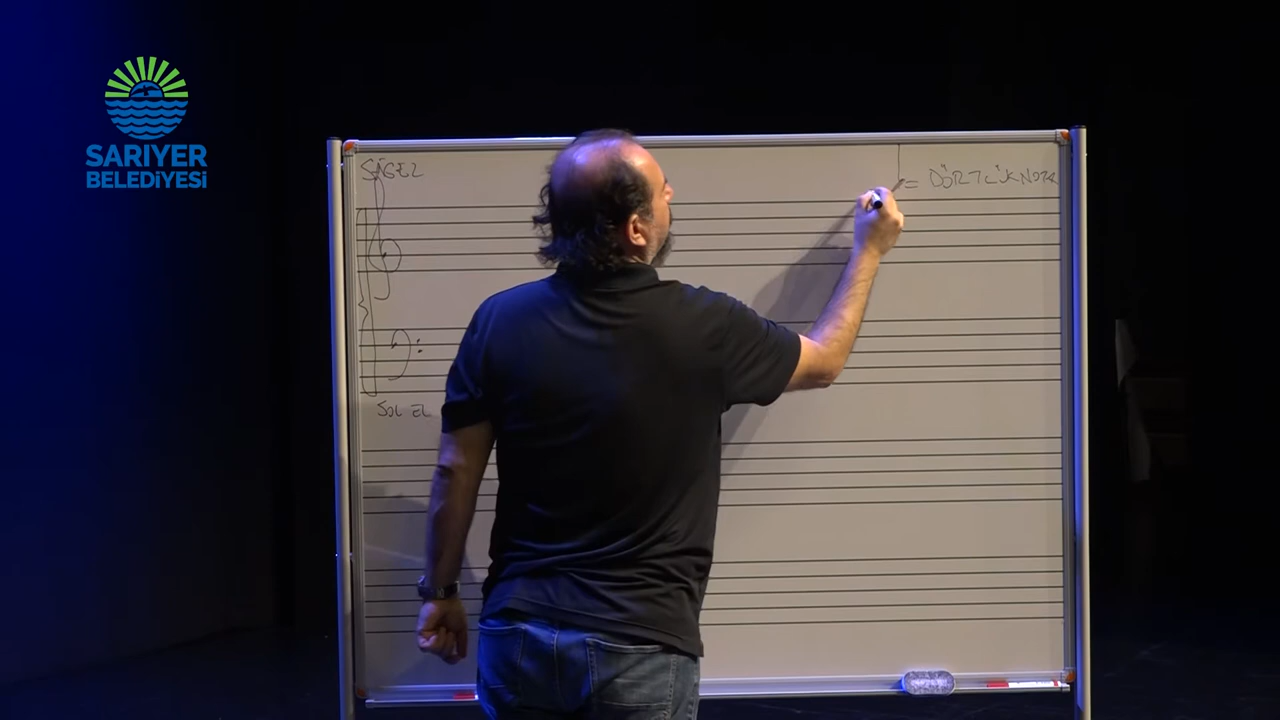 SARIYER
BELEDİYESİ
SAĞ EL
= DÖRTLÜK NOTA
SOL EL